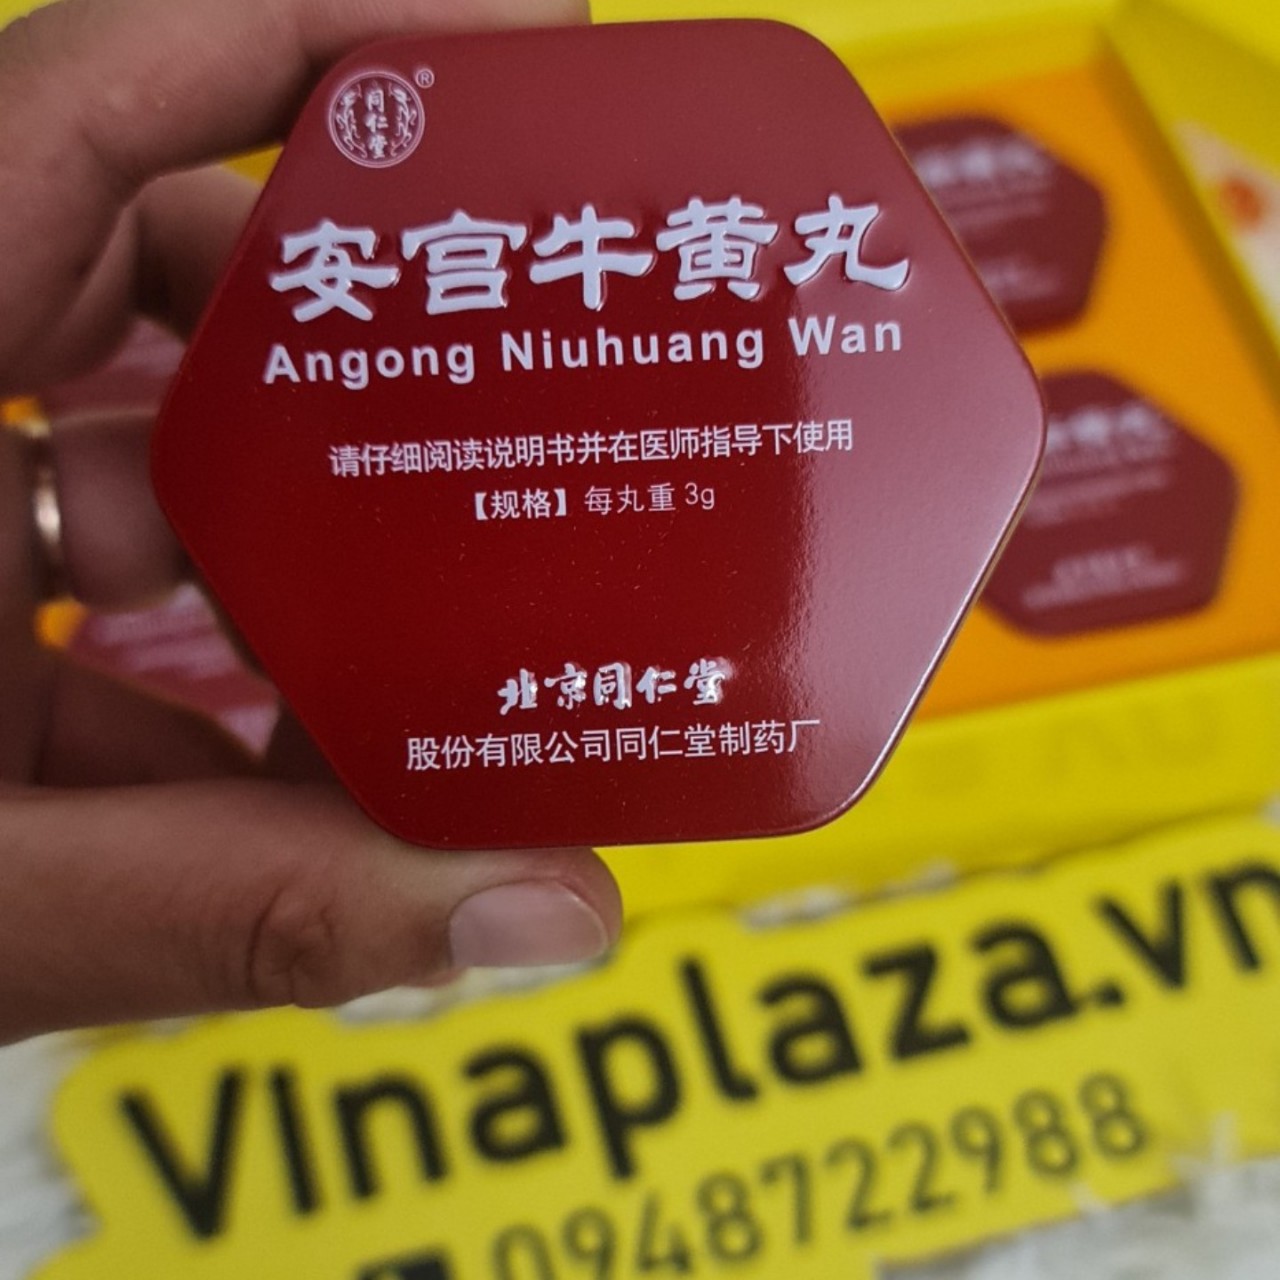 同仁堂 ®
安宫牛黄丸
Angong Niuhuang Wan
请仔细阅读说明书并在医师指导下使用
【规格】每丸重 3g
北京同仁堂
股份有限公司同仁堂制药厂
VInaplaza.vn
0948722988